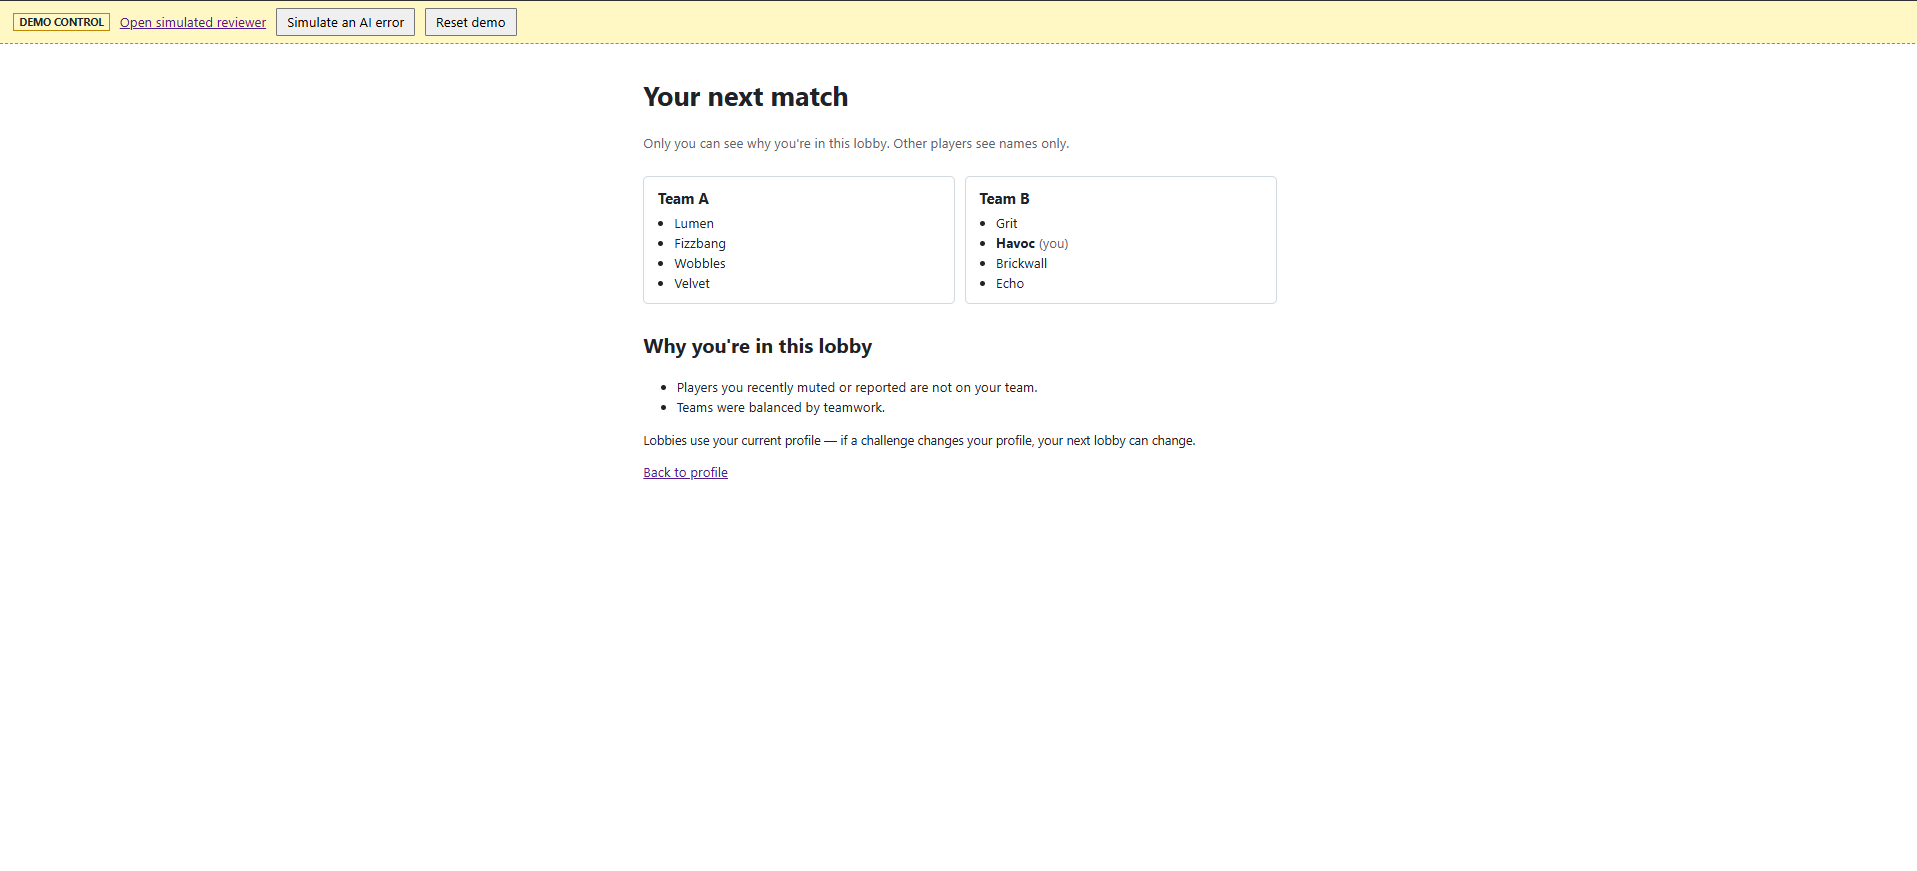 DEMO CONTROL Open simulated reviewer Simulate an AI error Reset demo
Your next match
Only you can see why you're in this lobby. Other players see names only.
Team A
Lumen
Fizzbang
Wobbles
Velvet
Team B
Grit
Havoc (you)
Brickwall
Echo
Why you're in this lobby
Players you recently muted or reported are not on your team.
Teams were balanced by teamwork.
Lobbies use your current profile — if a challenge changes your profile, your next lobby can change.
Back to profile